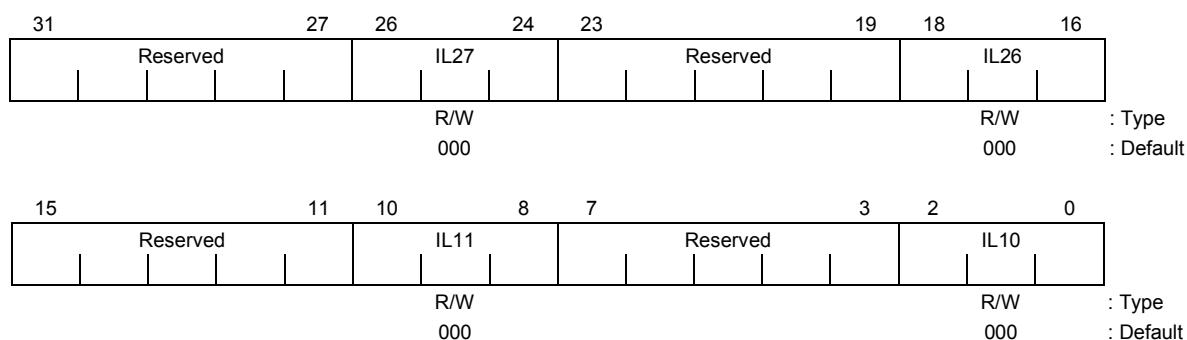 31 27 26 24 23 19 18 16
Reserved IL27 Reserved IL26
R/W R/W : Type
000 000 : Default
15 11 10 8 7 3 2 0
Reserved IL11 Reserved IL10
R/W R/W : Type
000 000 : Default